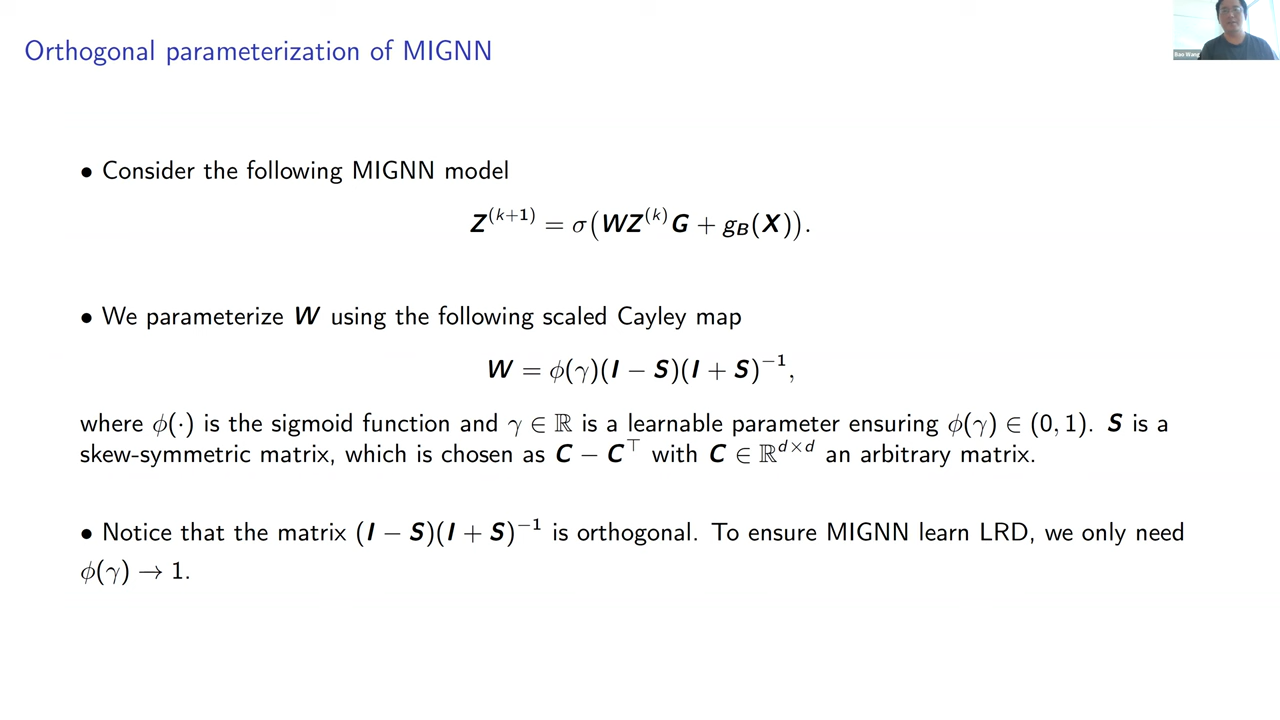 Orthogonal parameterization of MIGNN
Bao Wang
• Consider the following MIGNN model
Z^(k+1) = σ(WZ^(k)G + g_B(X)).
• We parameterize W using the following scaled Cayley map
W = ϕ(γ)(I − S)(I + S)^−1,
where ϕ(·) is the sigmoid function and γ ∈ ℝ is a learnable parameter ensuring ϕ(γ) ∈ (0, 1). S is a
skew-symmetric matrix, which is chosen as C − C^⊤ with C ∈ ℝ^d×d an arbitrary matrix.
• Notice that the matrix (I − S)(I + S)^−1 is orthogonal. To ensure MIGNN learn LRD, we only need
ϕ(γ) → 1.